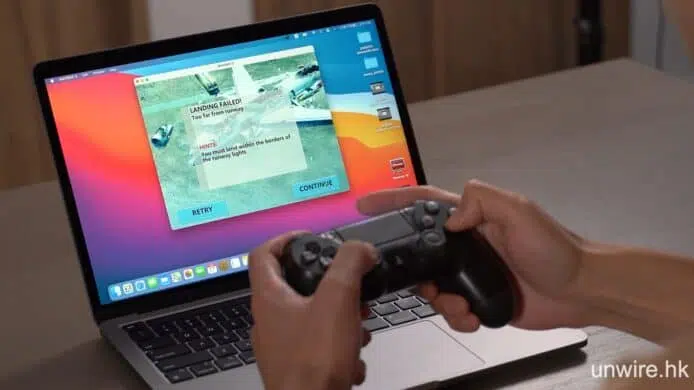 LANDING FAILED!
Too far from runway
HINTS:
You must land within the borders of
the runway lights.
RETRY
CONTINUE
unwire.hk